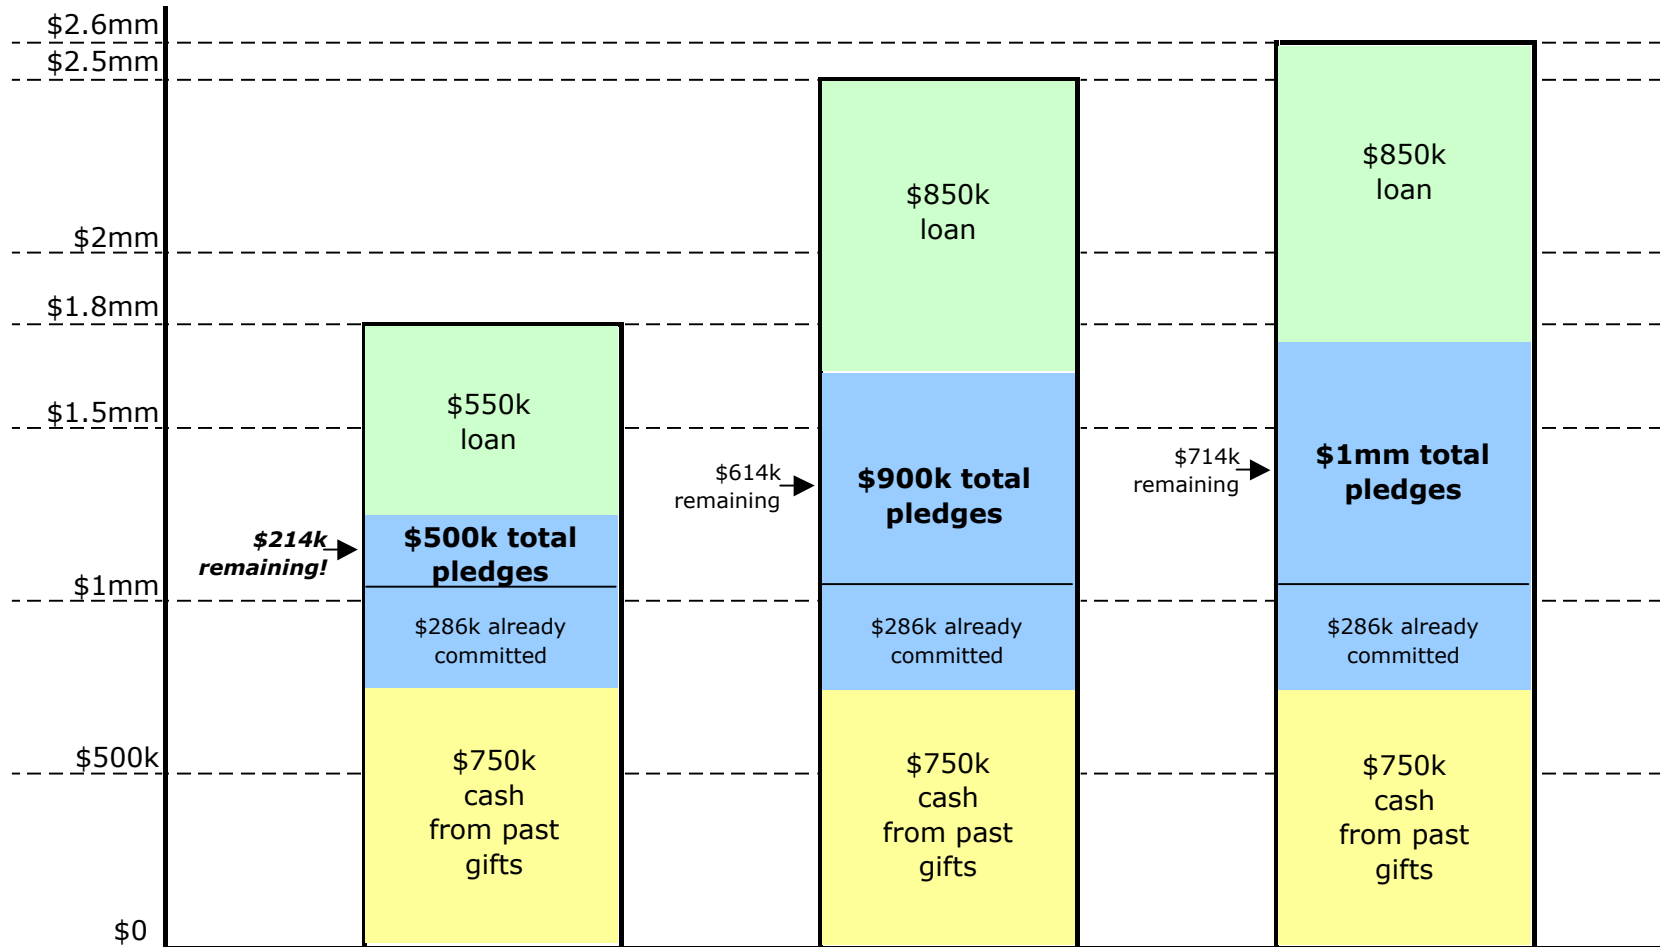 $2.6mm
$2.5mm
$2mm
$1.8mm
$1.5mm
$1mm
$500k
$0
$550k
loan
$214k
remaining!
$500k total
pledges
$286k already
committed
$750k
cash
from past
gifts
$850k
loan
$614k
remaining
$900k total
pledges
$286k already
committed
$750k
cash
from past
gifts
$850k
loan
$714k
remaining
$1mm total
pledges
$286k already
committed
$750k
cash
from past
gifts